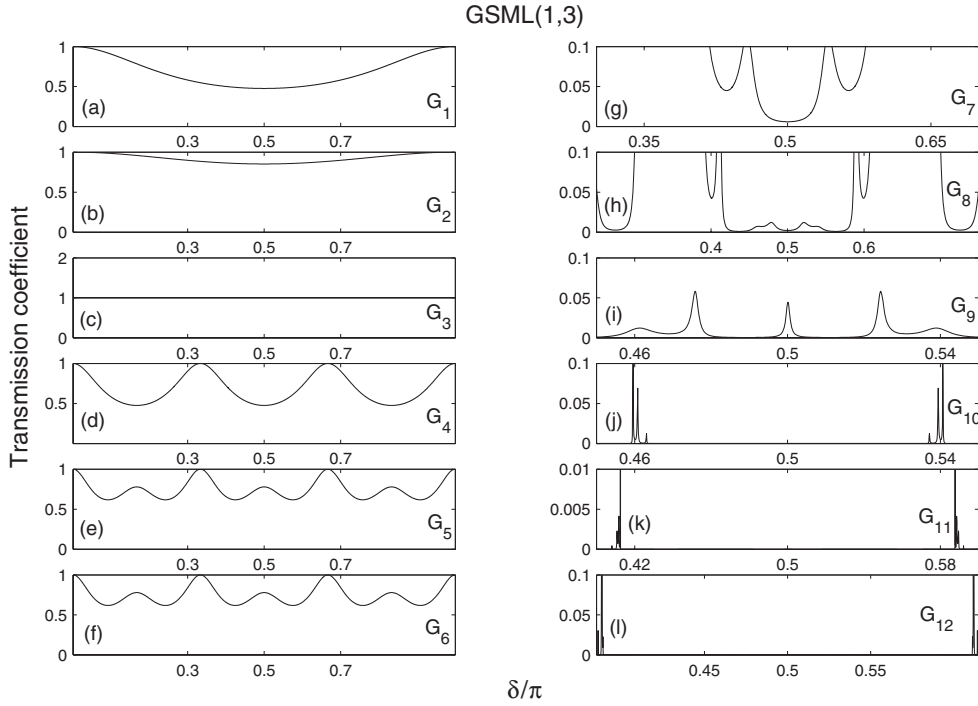 GSML(1,3)
Transmission coefficient
1
0.5
0
(a)
G1
0.3 0.5 0.7
1
0.5
0
(b)
G2
0.3 0.5 0.7
2
1
0
(c)
G3
0.3 0.5 0.7
1
0.5
(d)
G4
0.3 0.5 0.7
1
0.5
0
(e)
G5
0.3 0.5 0.7
1
0.5
0
(f)
G6
0.3 0.5 0.7
0.1
0.05
0
(g)
G7
0.35 0.5 0.65
0.1
0.05
0
(h)
G8
0.4 0.5 0.6
0.1
0.05
0
(i)
G9
0.46 0.5 0.54
0.1
0.05
0
(j)
G10
0.46 0.5 0.54
0.01
0.005
0
(k)
G11
0.42 0.5 0.58
0.1
0.05
0
(l)
G12
0.45 0.5 0.55
δ/π